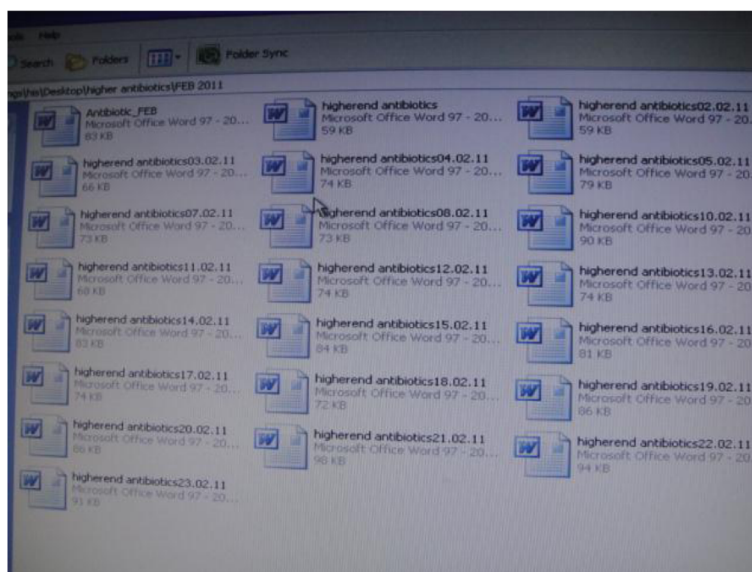 ools Help
Search Folders Folder Sync
ngs\his\Desktop\higher antibiotics\FEB 2011
Antibiotic_FEB
Microsoft Office Word 97 - 20...
83 KB
higherend antibiotics
Microsoft Office Word 97 - 20...
59 KB
higherend antibiotics02.02.11
Microsoft Office Word 97 - 20
59 KB
higherend antibiotics03.02.11
Microsoft Office Word 97 - 20...
66 KB
higherend antibiotics04.02.11
Microsoft Office Word 97 - 20...
74 KB
higherend antibiotics05.02.11
Microsoft Office Word 97 - 20
79 KB
higherend antibiotics07.02.11
Microsoft Office Word 97 - 20...
73 KB
higherend antibiotics08.02.11
Microsoft Office Word 97 - 20...
73 KB
higherend antibiotics10.02.11
Microsoft Office Word 97 - 20
90 KB
higherend antibiotics11.02.11
Microsoft Office Word 97 - 20...
68 KB
higherend antibiotics12.02.11
Microsoft Office Word 97 - 20...
74 KB
higherend antibiotics13.02.11
Microsoft Office Word 97 - 20
74 KB
higherend antibiotics14.02.11
Microsoft Office Word 97 - 20...
83 KB
higherend antibiotics15.02.11
Microsoft Office Word 97 - 20...
84 KB
higherend antibiotics16.02.11
Microsoft Office Word 97 - 20
81 KB
higherend antibiotics17.02.11
Microsoft Office Word 97 - 20...
74 KB
higherend antibiotics18.02.11
Microsoft Office Word 97 - 20...
72 KB
higherend antibiotics19.02.11
Microsoft Office Word 97 - 20
86 KB
higherend antibiotics20.02.11
Microsoft Office Word 97 - 20...
86 KB
higherend antibiotics21.02.11
Microsoft Office Word 97 - 20...
98 KB
higherend antibiotics22.02.11
Microsoft Office Word 97 - 20
94 KB
higherend antibiotics23.02.11
Microsoft Office Word 97 - 20...
91 KB